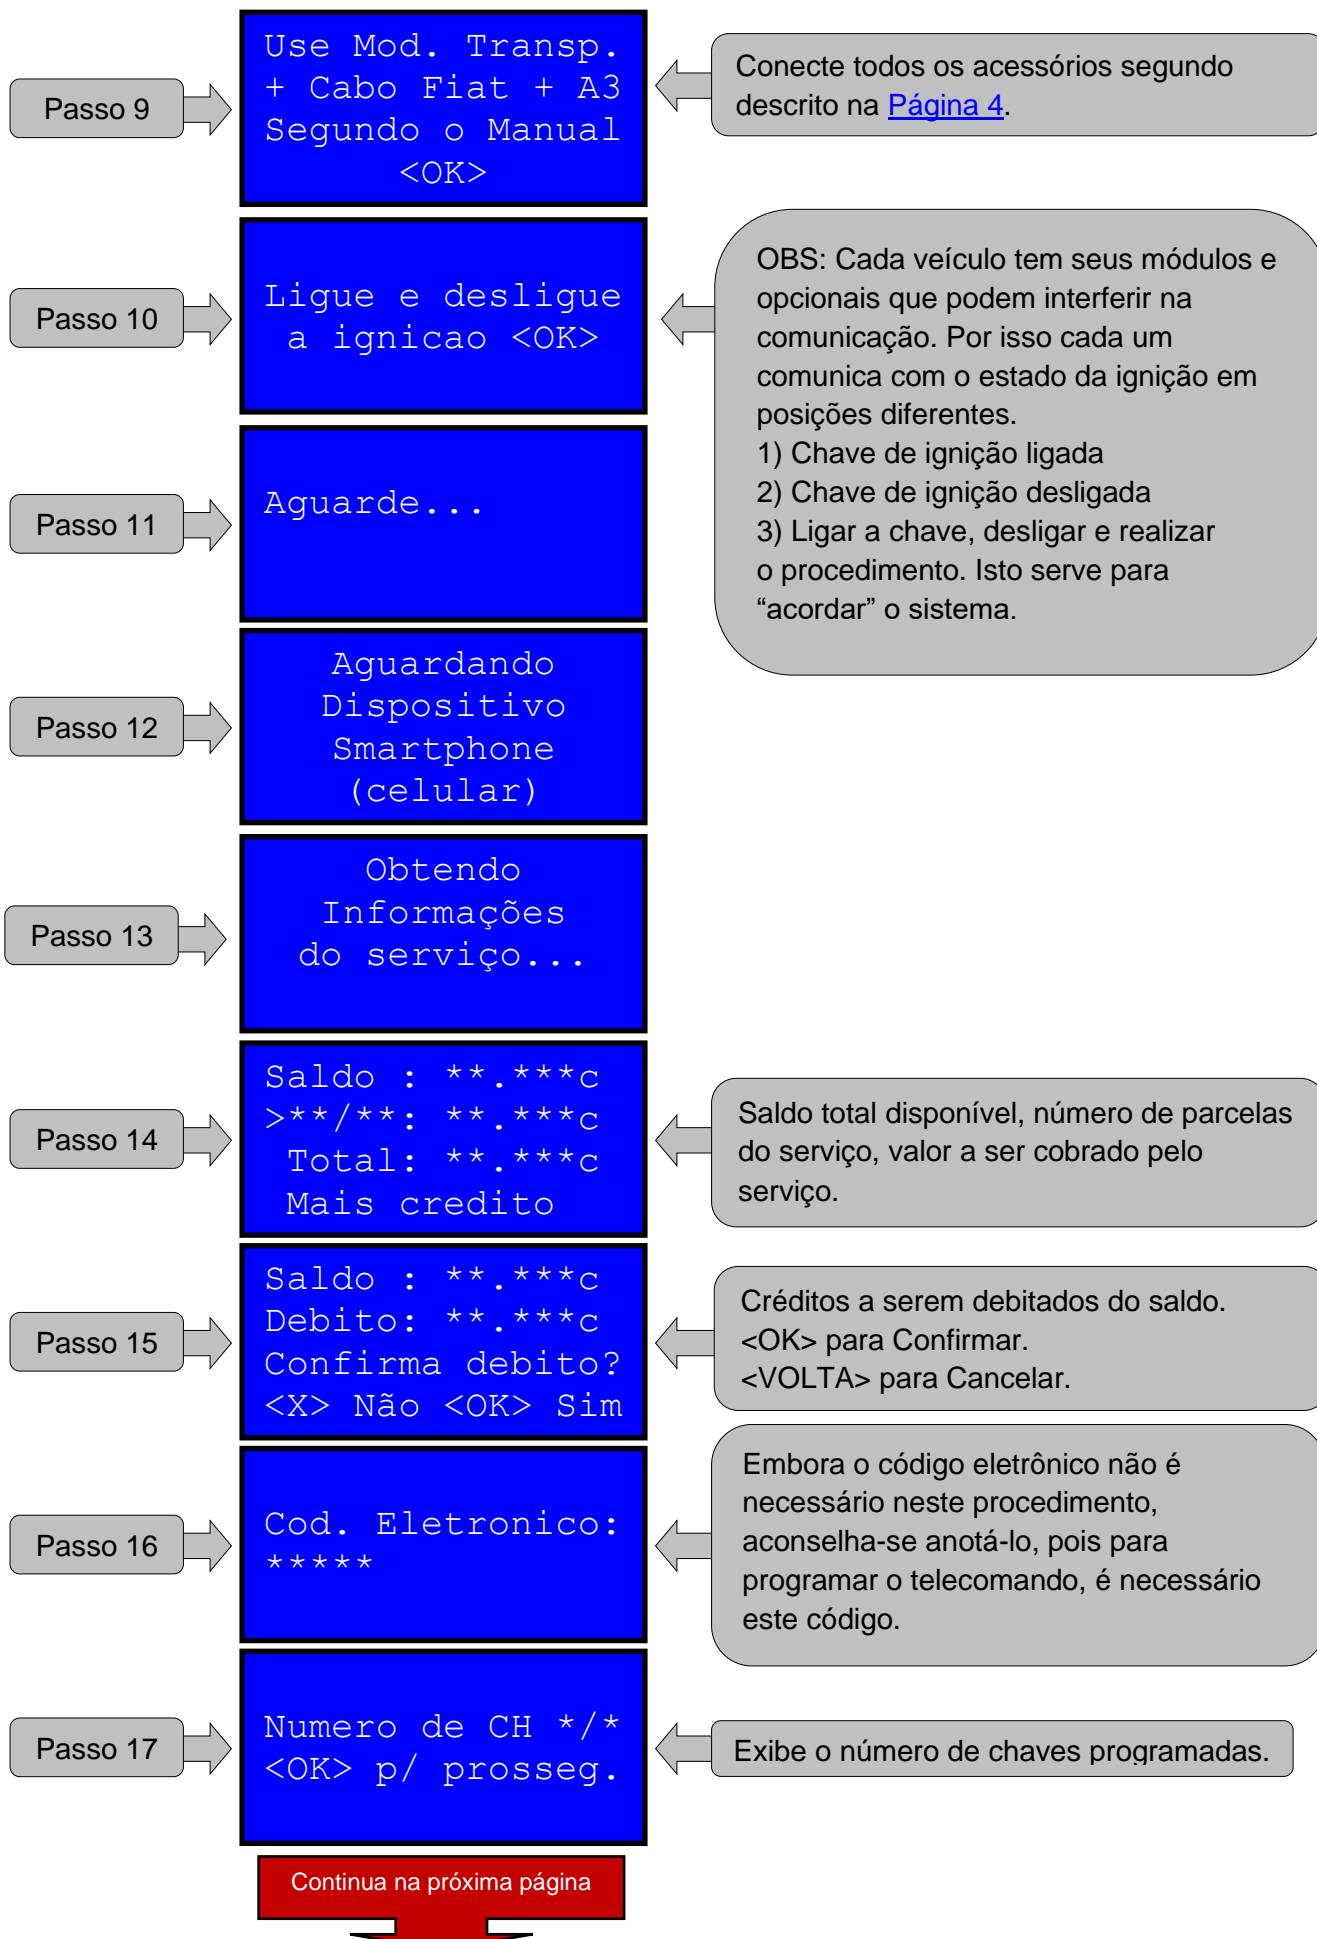 Passo 9
Use Mod. Transp.
+ Cabo Fiat + A3
Segundo o Manual
<OK>
Conecte todos os acessórios segundo
descrito na Página 4.
Passo 10
Ligue e desligue
a ignicao <OK>
OBS: Cada veículo tem seus módulos e
opcionais que podem interferir na
comunicação. Por isso cada um
comunica com o estado da ignição em
posições diferentes.
1) Chave de ignição ligada
2) Chave de ignição desligada
3) Ligar a chave, desligar e realizar
o procedimento. Isto serve para
“acordar” o sistema.
Passo 11
Aguarde...
Passo 12
Aguardando
Dispositivo
Smartphone
(celular)
Passo 13
Obtendo
Informações
do serviço...
Passo 14
Saldo : **.***c
>**/**: **.***c
Total: **.***c
Mais credito
Saldo total disponível, número de parcelas
do serviço, valor a ser cobrado pelo
serviço.
Passo 15
Saldo : **.***c
Debito: **.***c
Confirma debito?
<X> Não <OK> Sim
Créditos a serem debitados do saldo.
<OK> para Confirmar.
<VOLTA> para Cancelar.
Passo 16
Cod. Eletronico:
*****
Embora o código eletrônico não é
necessário neste procedimento,
aconselha-se anotá-lo, pois para
programar o telecomando, é necessário
este código.
Passo 17
Numero de CH */*
<OK> p/ prosseg.
Exibe o número de chaves programadas.
Continua na próxima página